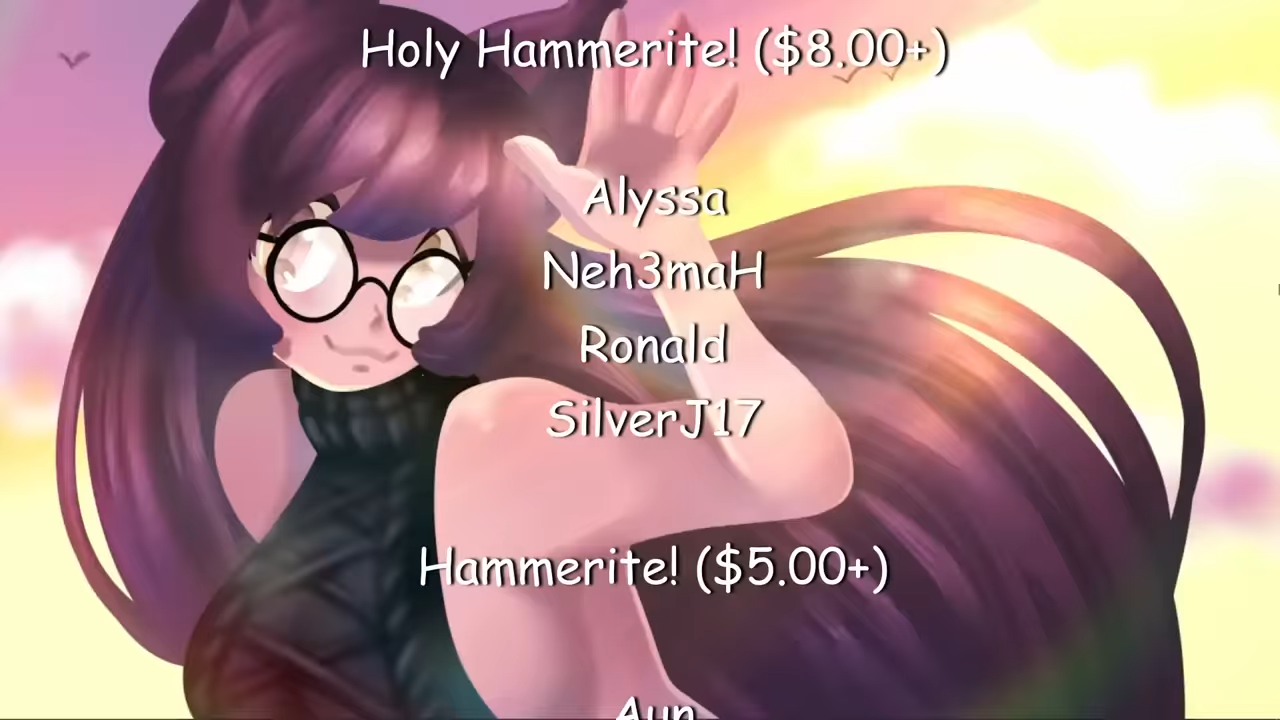 Holy Hammerite! ($8.00+)
Alyssa
Neh3maH
Ronald
SilverJ17
Hammerite! ($5.00+)